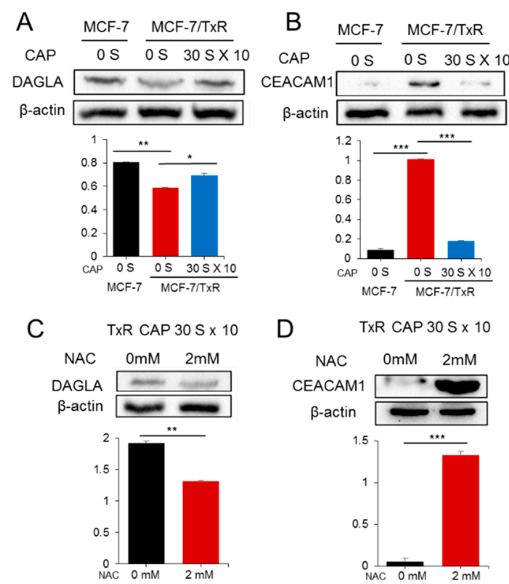 A
MCF-7 MCF-7/TxR
CAP 0 S 0 S 30 S X 10
DAGLA
β-actin
**
*
1
0.8
0.6
0.4
0.2
0
CAP 0 S 0 S 30 S X 10
MCF-7 MCF-7/TxR
B
MCF-7 MCF-7/TxR
CAP 0 S 0 S 30 S X 10
CEACAM1
β-actin
***
***
1.2
1
0.8
0.6
0.4
0.2
0
CAP 0 S 0 S 30 S X 10
MCF-7 MCF-7/TxR
C
TxR CAP 30 S x 10
NAC 0mM 2mM
DAGLA
β-actin
**
2
1.5
1
0.5
0
NAC 0 mM 2 mM
D
TxR CAP 30 S x 10
NAC 0mM 2mM
CEACAM1
β-actin
***
1.5
1
0.5
0
NAC 0 mM 2 mM